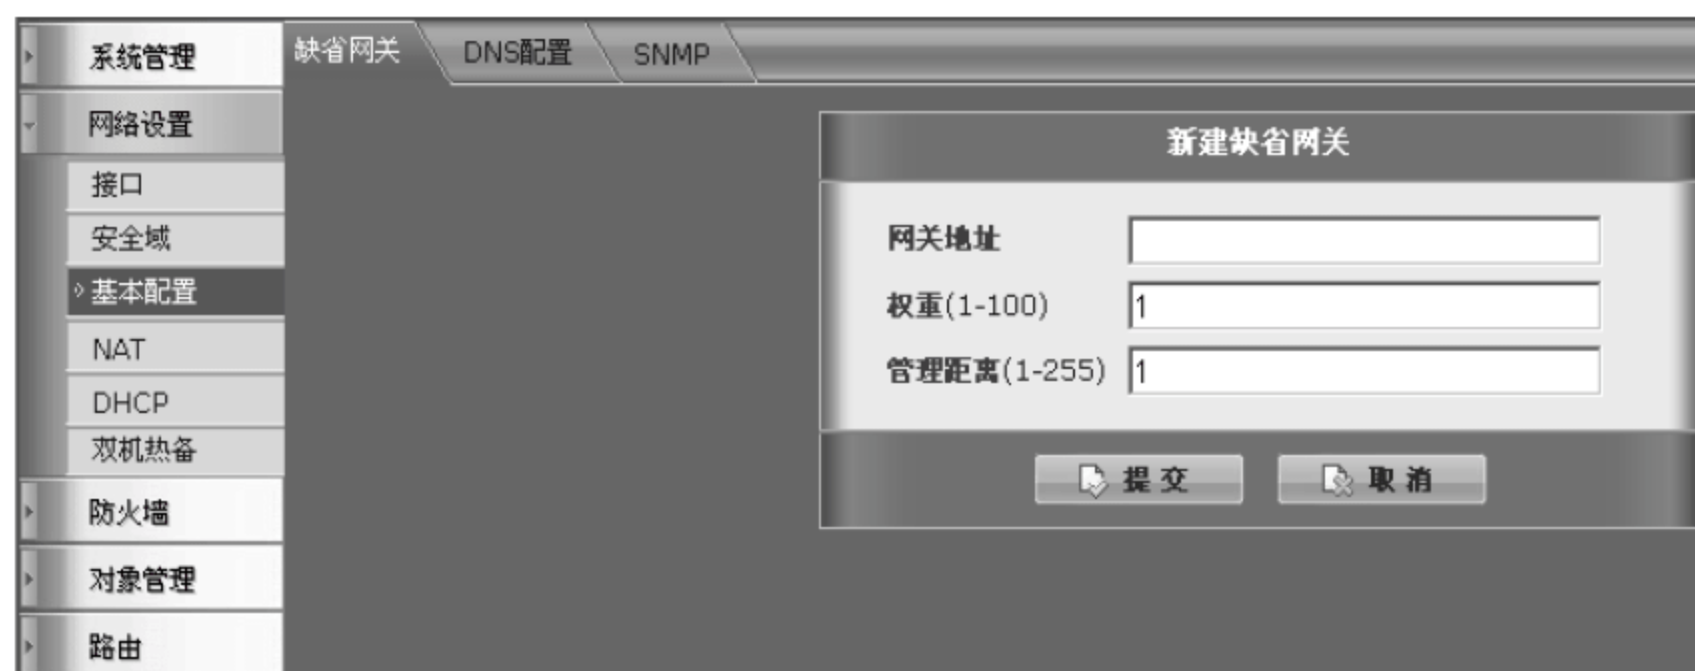 系统管理
网络设置
接口
安全域
基本配置
NAT
DHCP
双机热备
防火墙
对象管理
路由
缺省网关 DNS配置 SNMP
新建缺省网关
网关地址
权重(1-100) 1
管理距离(1-255) 1
提交 取消